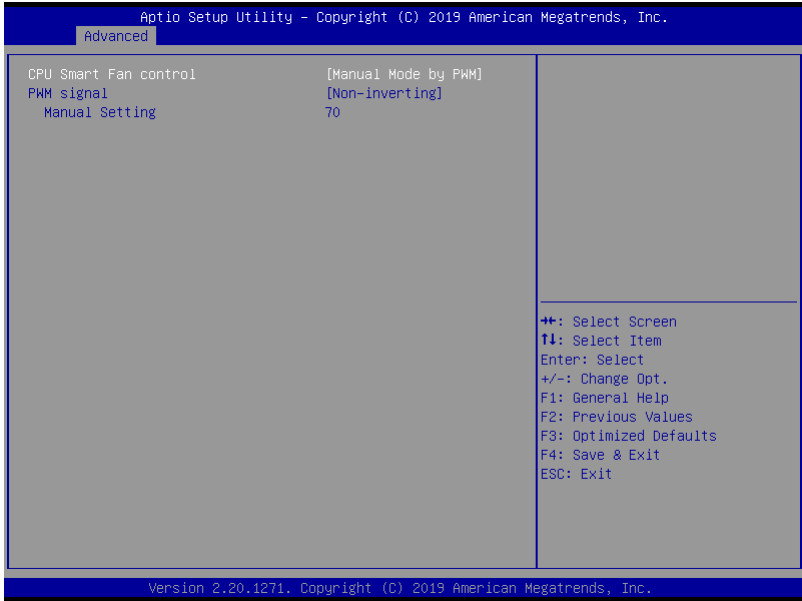 Aptio Setup Utility – Copyright (C) 2019 American Megatrends, Inc.
Advanced
CPU Smart Fan control [Manual Mode by PWM]
PWM signal [Non-inverting]
Manual Setting 70
→←: Select Screen
↑↓: Select Item
Enter: Select
+/-: Change Opt.
F1: General Help
F2: Previous Values
F3: Optimized Defaults
F4: Save & Exit
ESC: Exit
Version 2.20.1271. Copyright (C) 2019 American Megatrends, Inc.